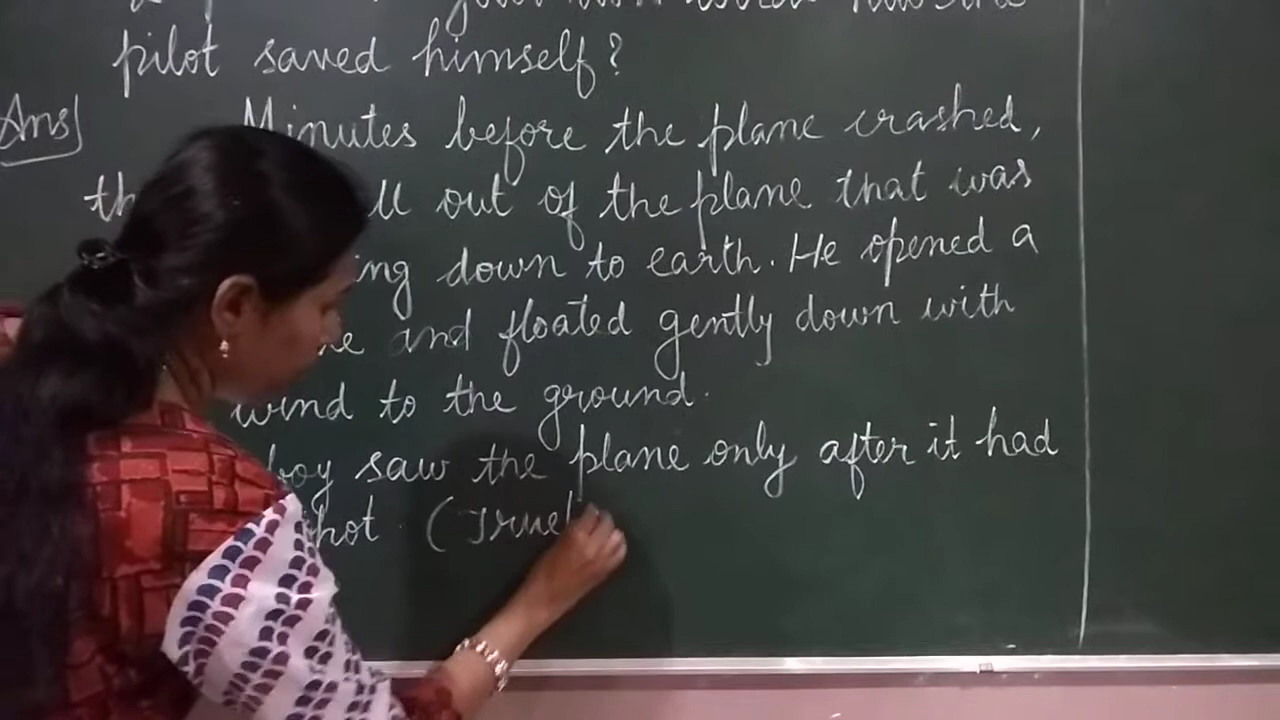 pilot saved himself?
Ans Minutes before the plane crashed,
out of the plane that was
down to earth. He opened a
and floated gently down with
wind to the ground.
boy saw the plane only after it had
(True